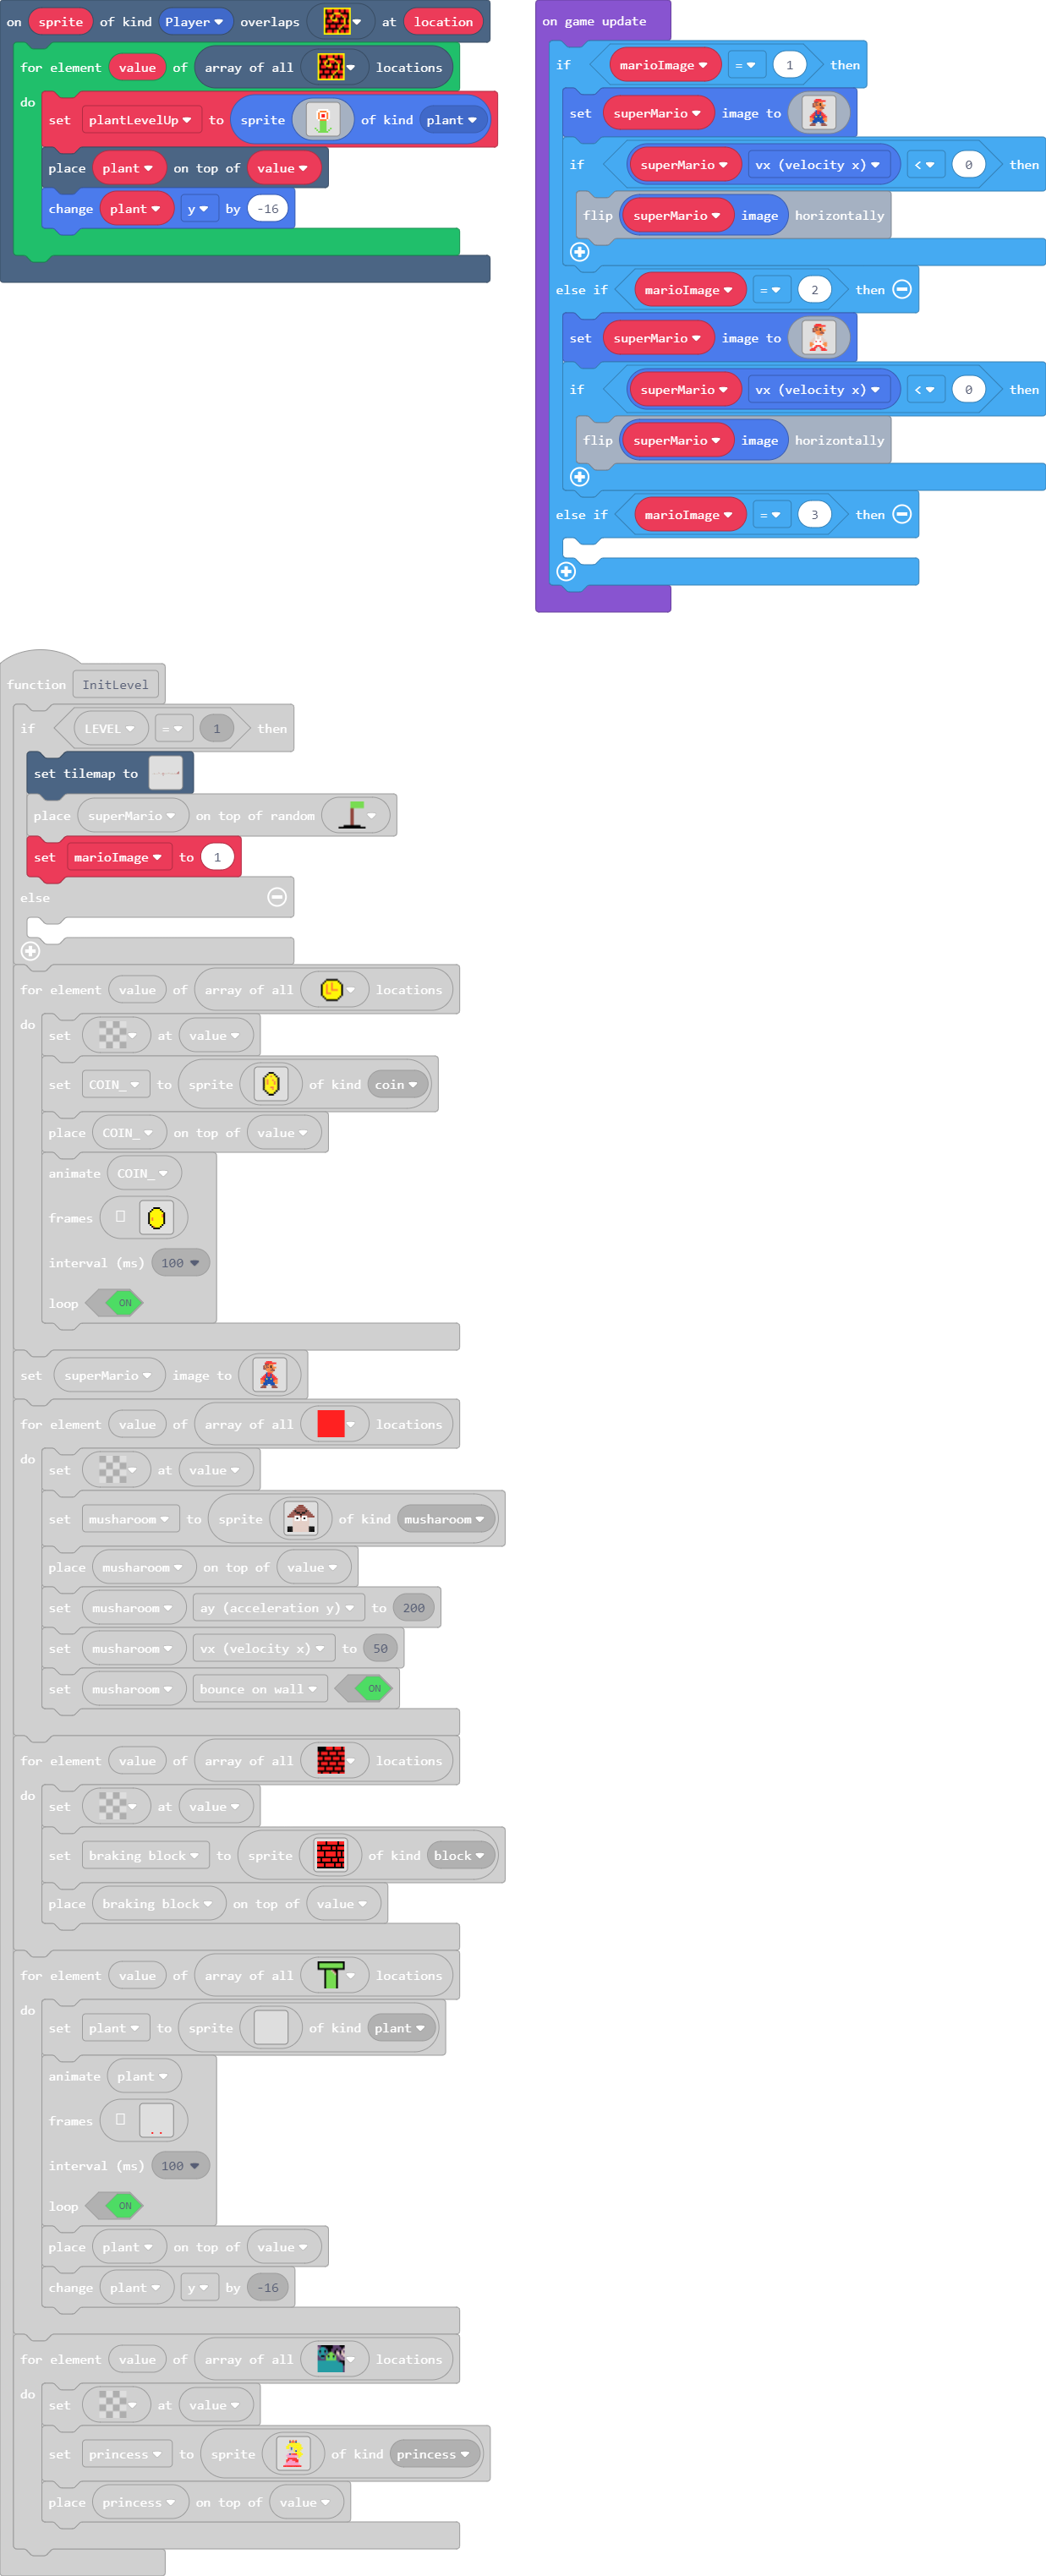 on sprite of kind Player overlaps at location
for element value of array of all locations
do
set plantLevelUp to sprite of kind plant
place plant on top of value
change plant y by -16
on game update
if marioImage = 1 then
set superMario image to
if superMario vx (velocity x) < 0 then
flip superMario image horizontally
else if marioImage = 2 then
set superMario image to
if superMario vx (velocity x) < 0 then
flip superMario image horizontally
else if marioImage = 3 then
function InitLevel
if LEVEL = 1 then
set tilemap to
place superMario on top of random
set marioImage to 1
else
for element value of array of all locations
do
set at value
set COIN_ to sprite of kind coin
place COIN_ on top of value
animate COIN_
frames
interval (ms) 100
loop ON
set superMario image to
for element value of array of all locations
do
set at value
set musharoom to sprite of kind musharoom
place musharoom on top of value
set musharoom ay (acceleration y) to 200
set musharoom vx (velocity x) to 50
set musharoom bounce on wall ON
for element value of array of all locations
do
set at value
set braking block to sprite of kind block
place braking block on top of value
for element value of array of all locations
do
set plant to sprite of kind plant
animate plant
frames
interval (ms) 100
loop ON
place plant on top of value
change plant y by -16
for element value of array of all locations
do
set at value
set princess to sprite of kind princess
place princess on top of value